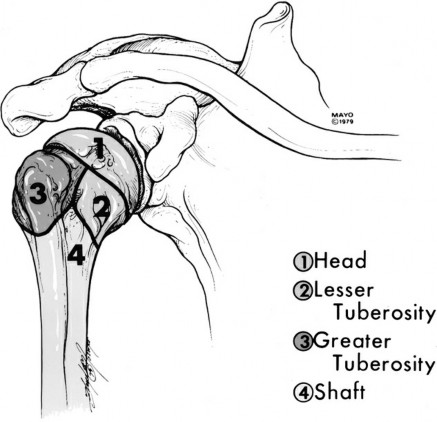 MAYO
©1979
1
3
2
4
①Head
②Lesser
Tuberosity
③Greater
Tuberosity
④Shaft